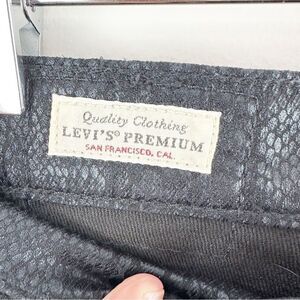 Quality Clothing
LEVI'S® PREMIUM
SAN FRANCISCO, CAL.